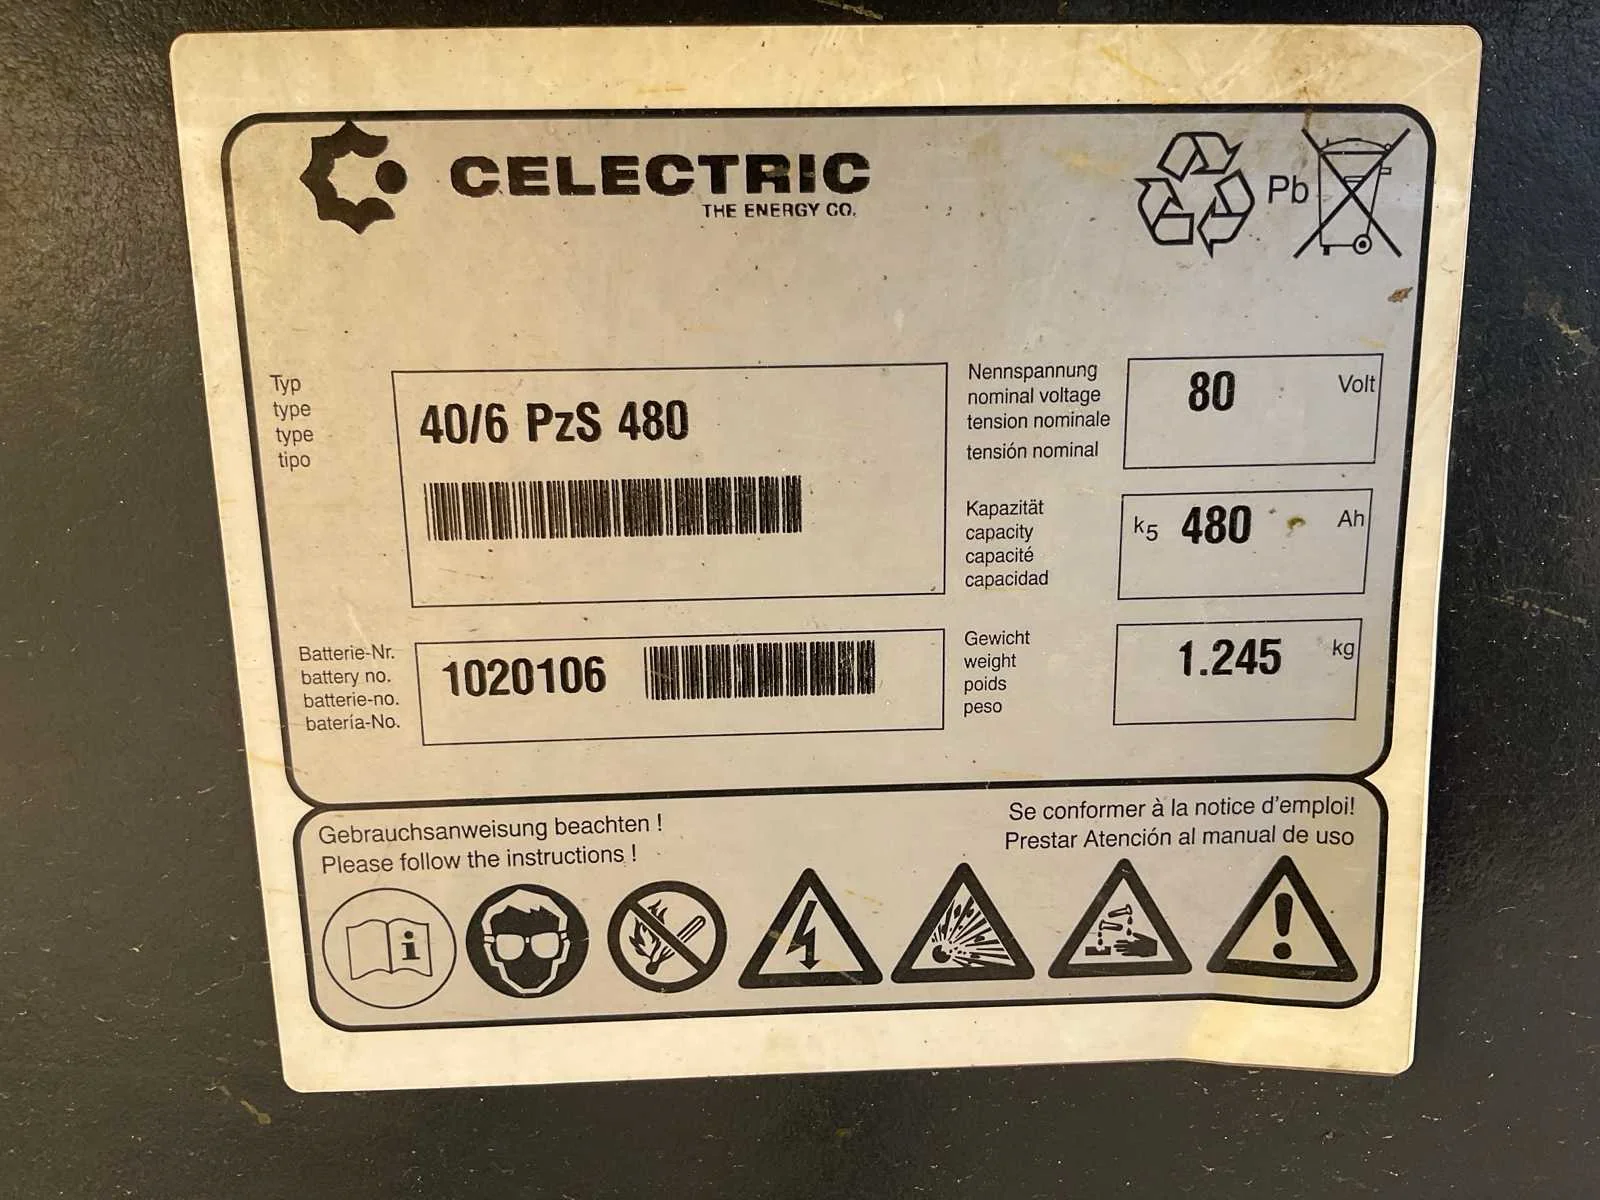 CELECTRIC
THE ENERGY CO.
Pb
Typ
type
type
tipo
40/6 PzS 480
Nennspannung
nominal voltage
tension nominale
tensión nominal
80 Volt
Kapazität
capacity
capacité
capacidad
k5 480 Ah
Batterie-Nr.
battery no.
batterie-no.
batería-No.
1020106
Gewicht
weight
poids
peso
1.245 kg
Gebrauchsanweisung beachten !
Please follow the instructions !
Se conformer à la notice d'emploi!
Prestar Atención al manual de uso
i